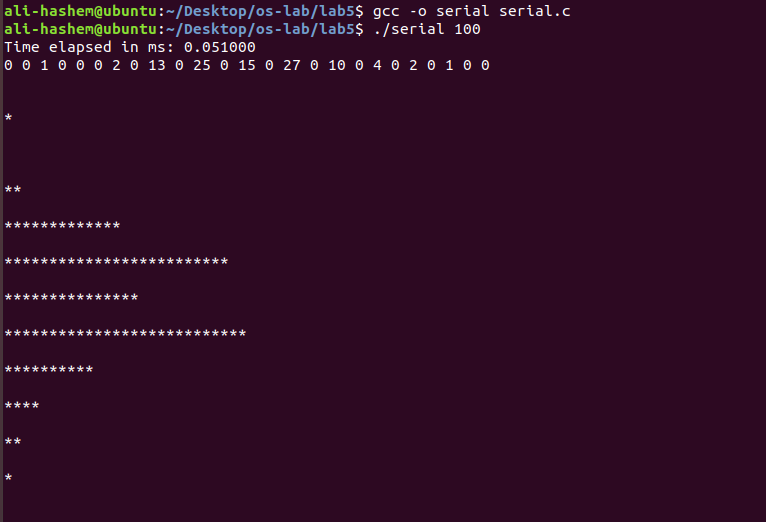 ali-hashem@ubuntu:~/Desktop/os-lab/lab5$ gcc -o serial serial.c
ali-hashem@ubuntu:~/Desktop/os-lab/lab5$ ./serial 100
Time elapsed in ms: 0.051000
0 0 1 0 0 0 2 0 13 0 25 0 15 0 27 0 10 0 4 0 2 0 1 0 0
*
**
*************
*************************
***************
***************************
**********
****
**
*